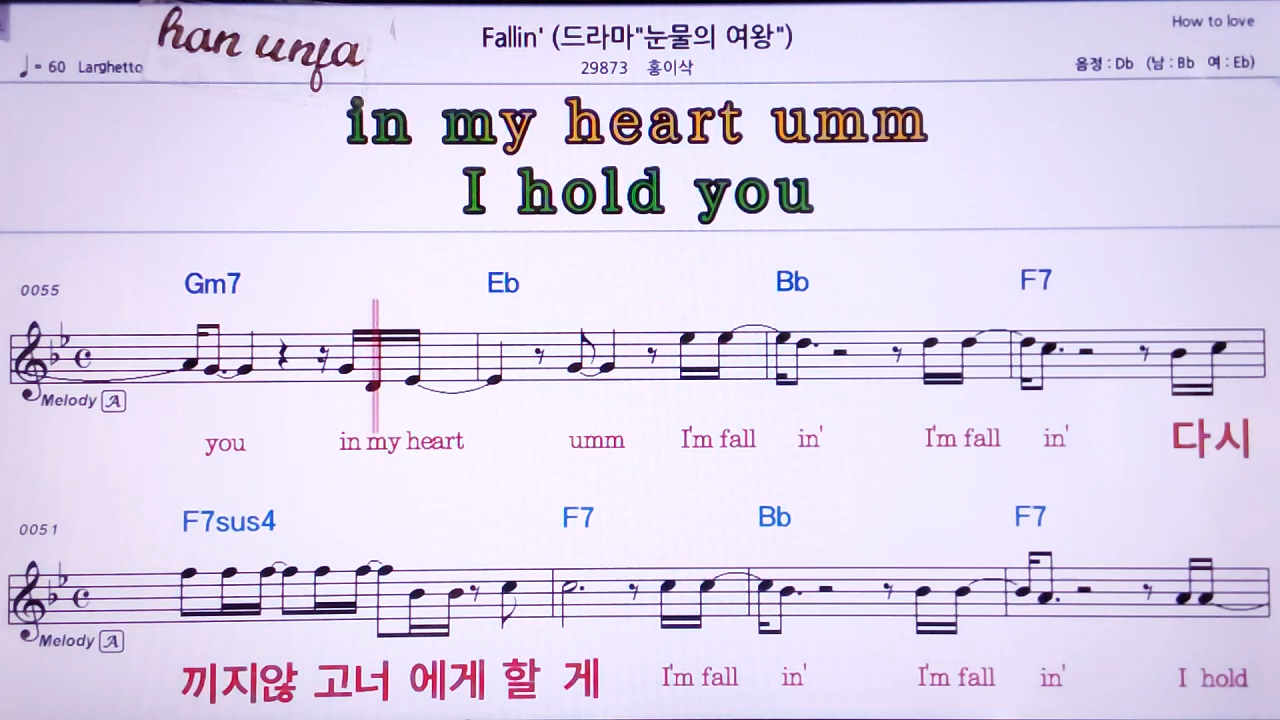 han unfa
Fallin' (드라마"눈물의 여왕")
How to love
♩= 60 Larghetto
29873 홍이삭
음정 : Db (남 : Bb 여 : Eb)
in my heart umm
I hold you
0055 Gm7 Eb Bb F7
Melody A
you in my heart umm I'm fall in' I'm fall in' 다시
0051 F7sus4 F7 Bb F7
Melody A
끼지않 고너 에게 할 게 I'm fall in' I'm fall in' I hold